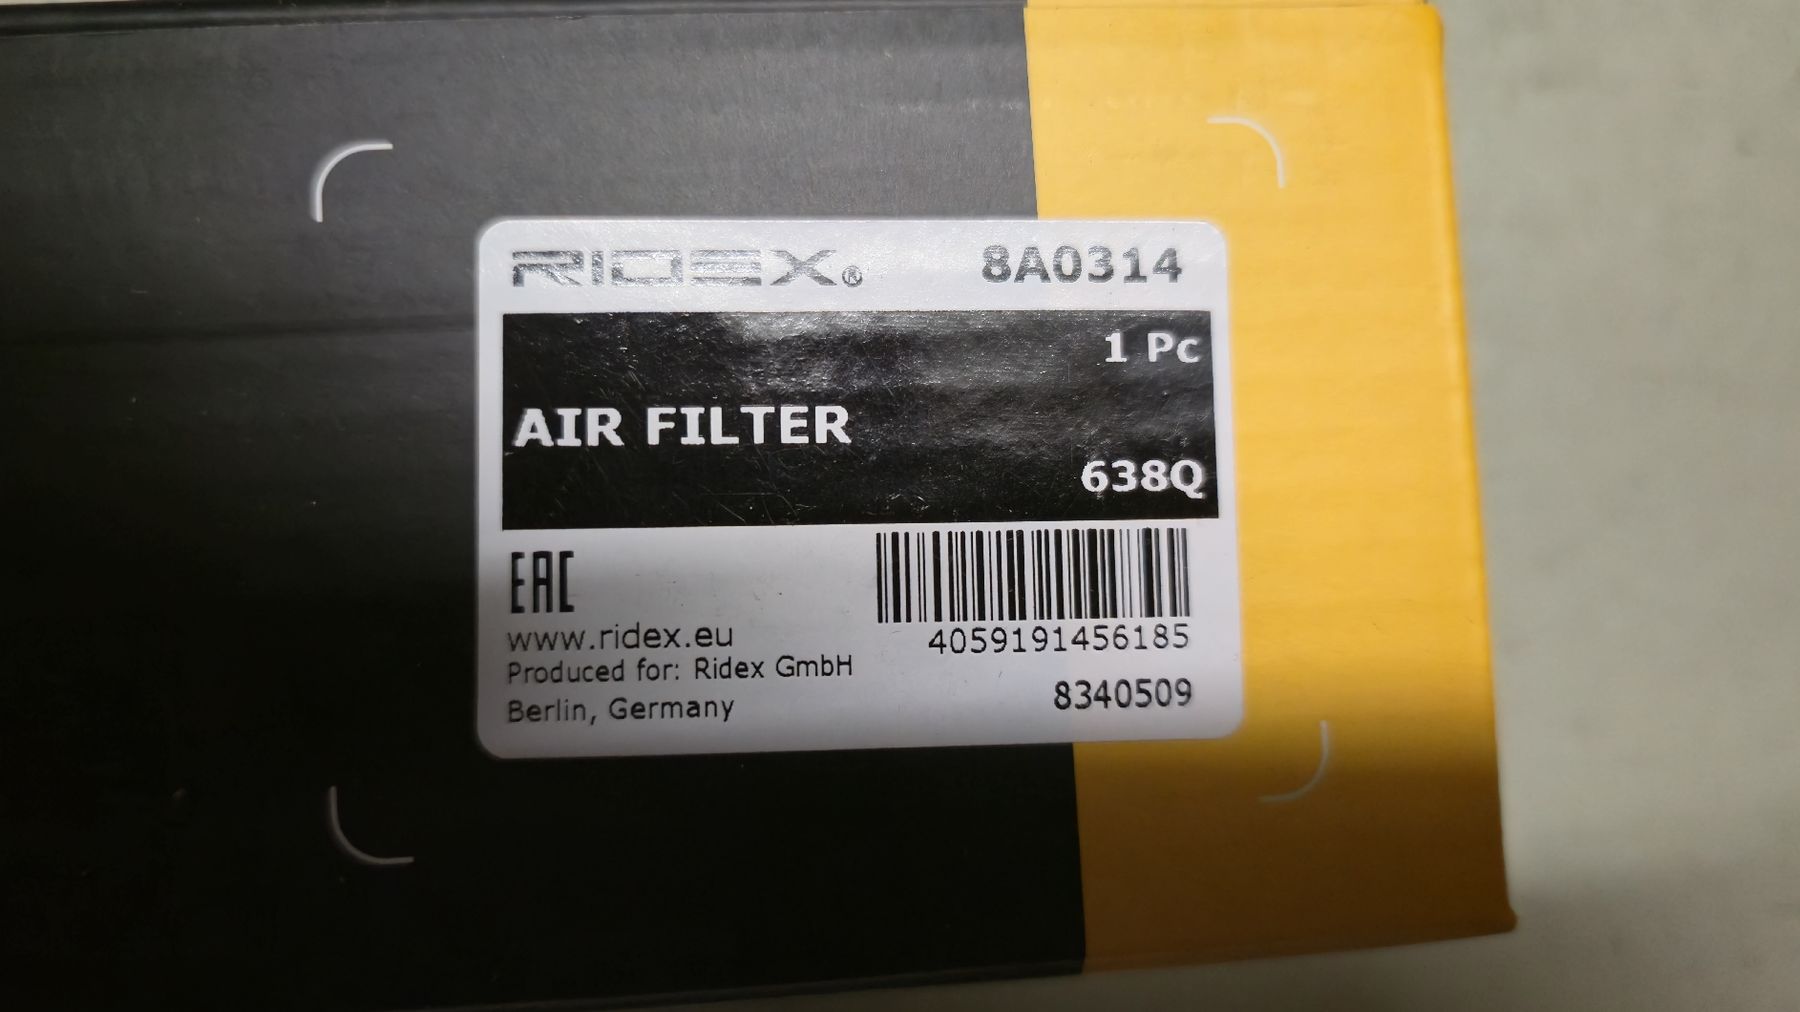 RIDEX® 8A0314
1 Pc
AIR FILTER
638Q
EAC
www.ridex.eu
4059191456185
Produced for: Ridex GmbH
Berlin, Germany
8340509